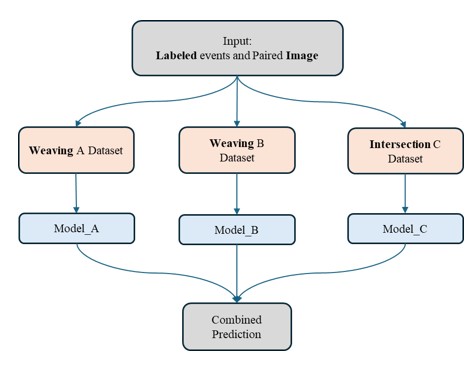 Input:
Labeled events and Paired Image
Weaving A Dataset
Weaving B
Dataset
Intersection C
Dataset
Model_A
Model_B
Model_C
Combined
Prediction